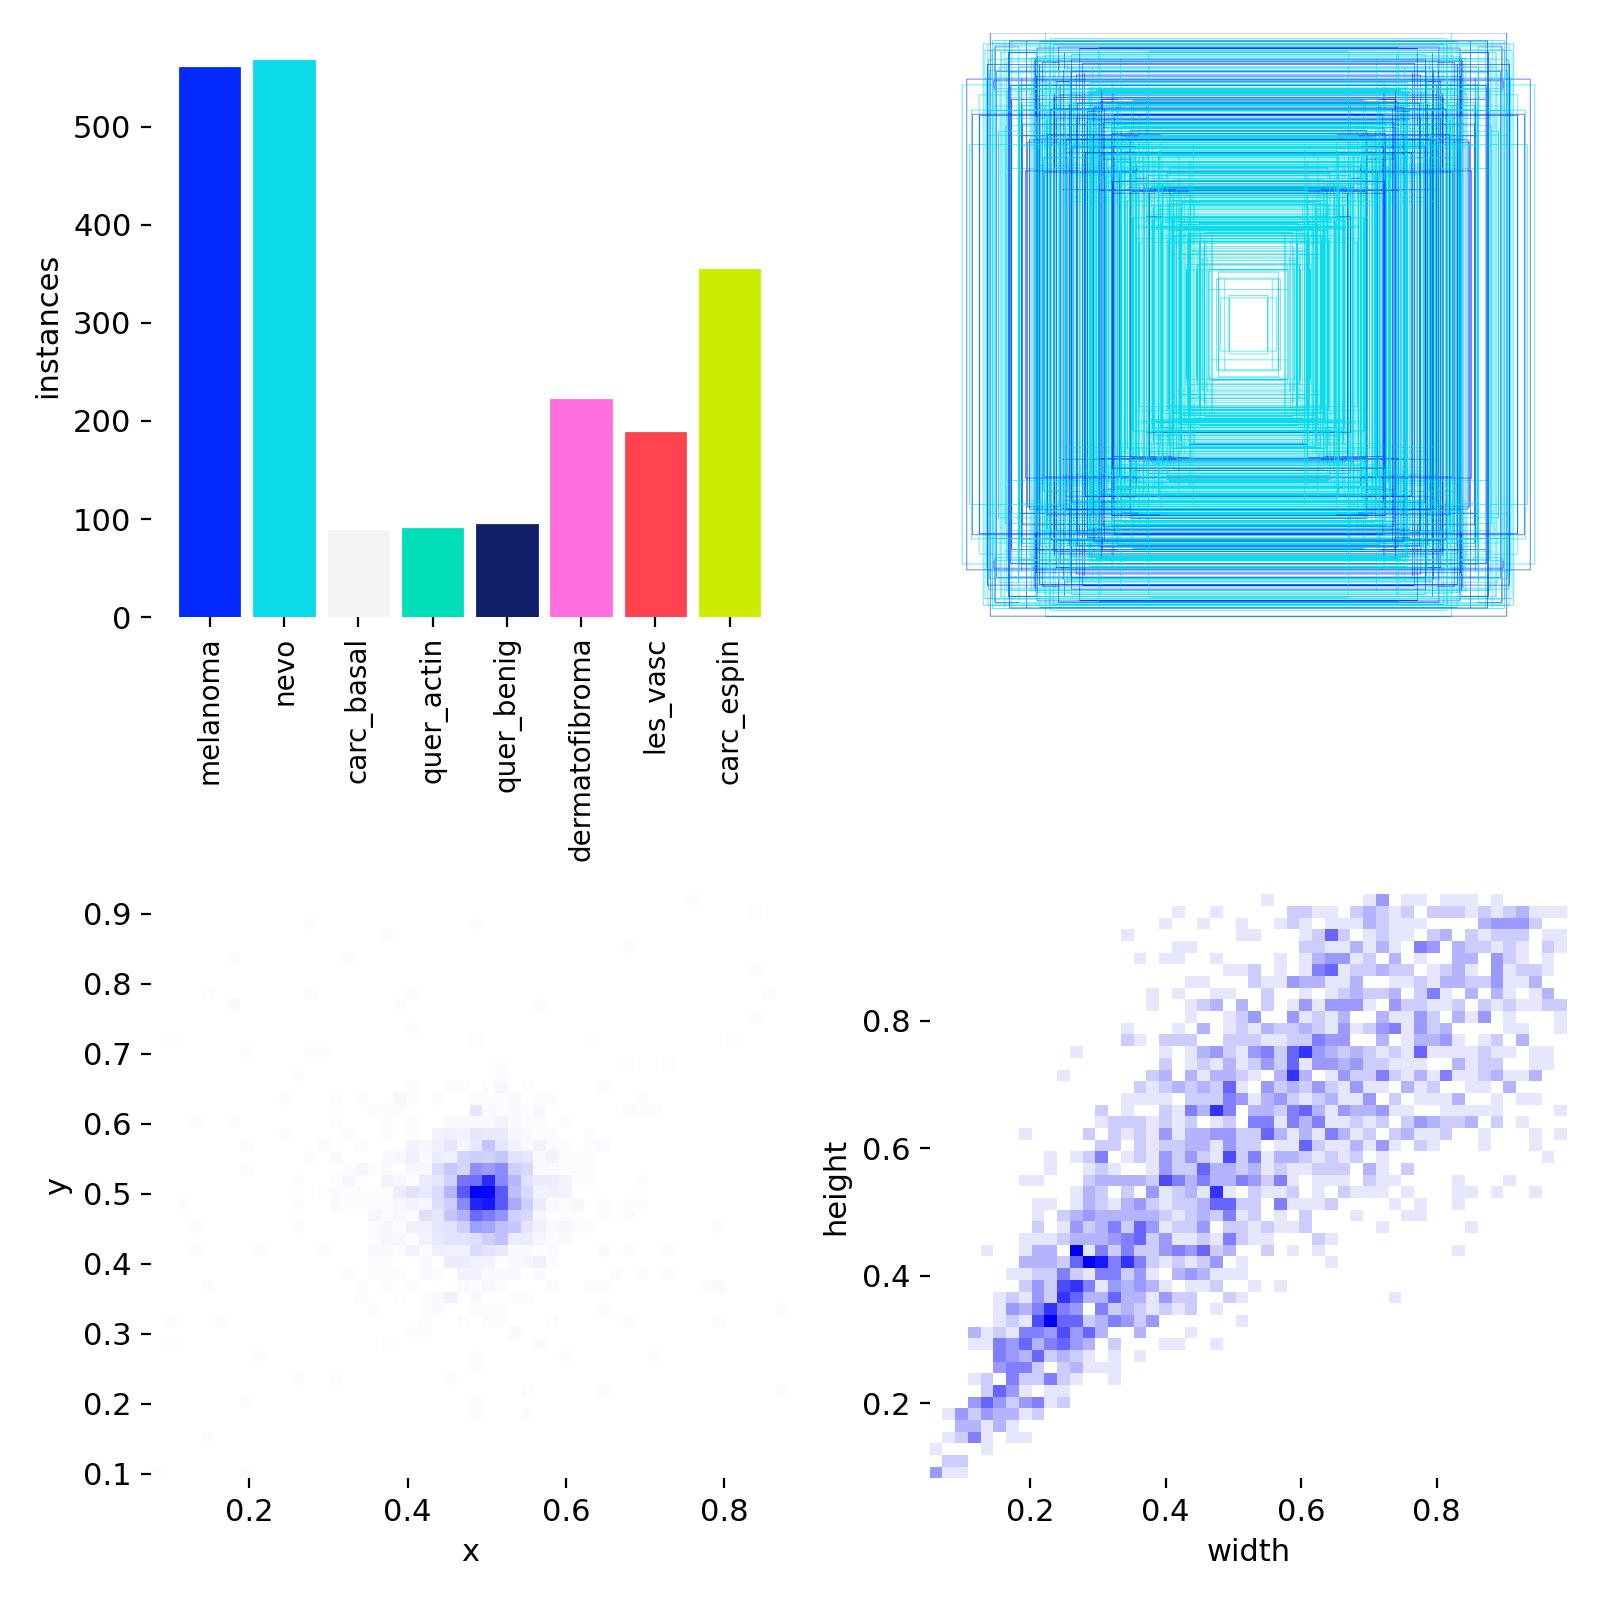 instances
500
400
300
200
100
0
melanoma
nevo
carc_basal
quer_actin
quer_benig
dermatofibroma
les_vasc
carc_espin
y
0.9
0.8
0.7
0.6
0.5
0.4
0.3
0.2
0.1
0.2 0.4 0.6 0.8
x
height
0.8
0.6
0.4
0.2
0.2 0.4 0.6 0.8
width